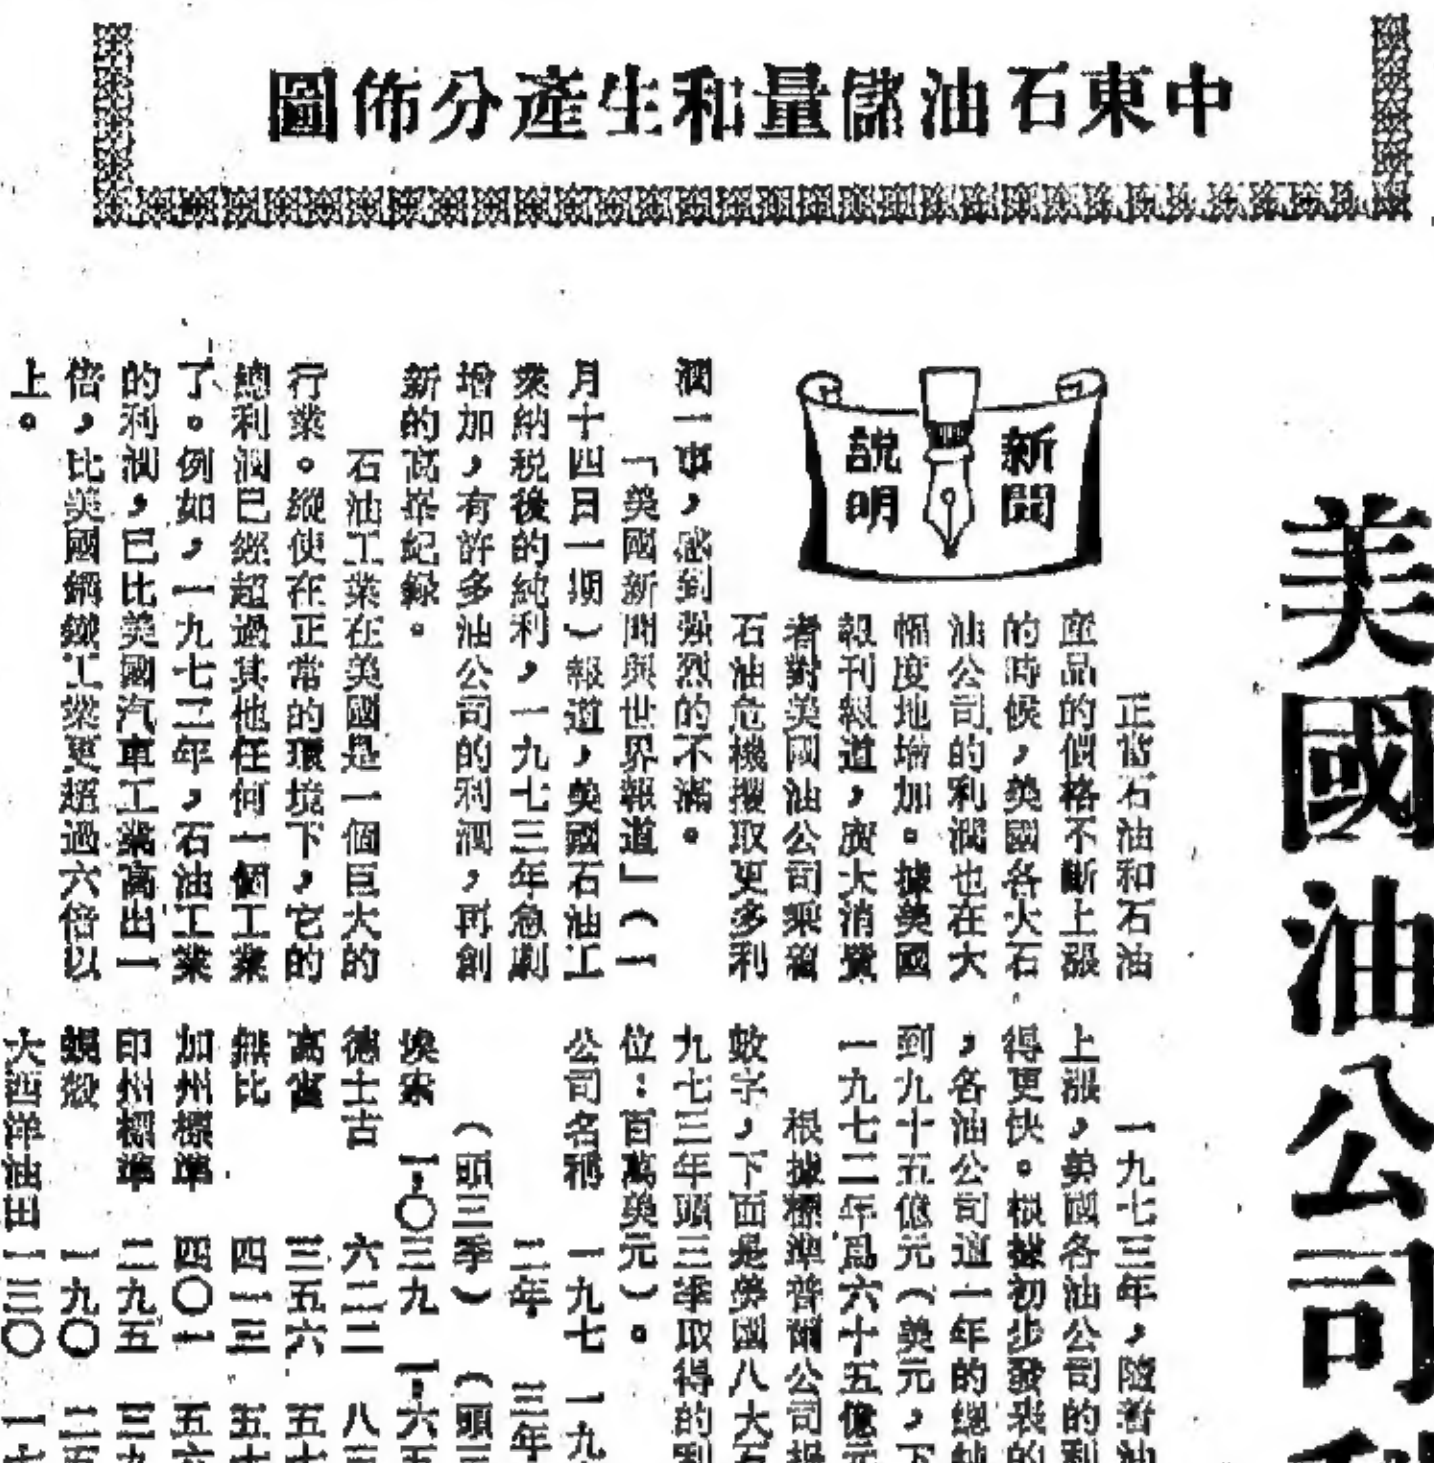 中東石油儲量和生產分佈圖
美國油公司利
新聞
說明
正當石油和石油
產品的價格不斷上漲
的時候，美國各大石
油公司的利潤也在大
幅度地增加。據美國
報刊報道，廣大消費
者對美國油公司乘着
石油危機攫取更多利
潤一事，感到强烈的不滿。
「美國新聞與世界報道」（一
月十四日一期）報道，美國石油工
業納税後的純利，一九七三年急劇
增加，有許多油公司的利潤，再創
新的高峯紀錄。
石油工業在美國是一個巨大的
行業。縱使在正常的環境下，它的
總利潤已經超過其他任何一個工業
了。例如，一九七二年，石油工業
的利潤，已比美國汽車工業高出一
倍，比美國鋼鐵工業更超過六倍以
上。
一九七三年，隨着油
上漲，美國各油公司的利
得更快。根據初步發表的
，各油公司這一年的總純
到九十五億元（美元，下
一九七二年爲六十五億元
根據標準普爾公司報
數字，下面是美國八大石
九七三年頭三季取得的利
位：百萬美元）。
公司名稱 一九七 一九
二年 三年
（頭三季） （頭三
埃索 一，〇三九 一，六五
德士古 六二二 八三
高富 三五六 五七
無比 四一三 五七
加州標準 四〇一 五六
印州標準 二九五 三九
蜆殼 一九〇 二五
大西洋油田 一三〇 一七